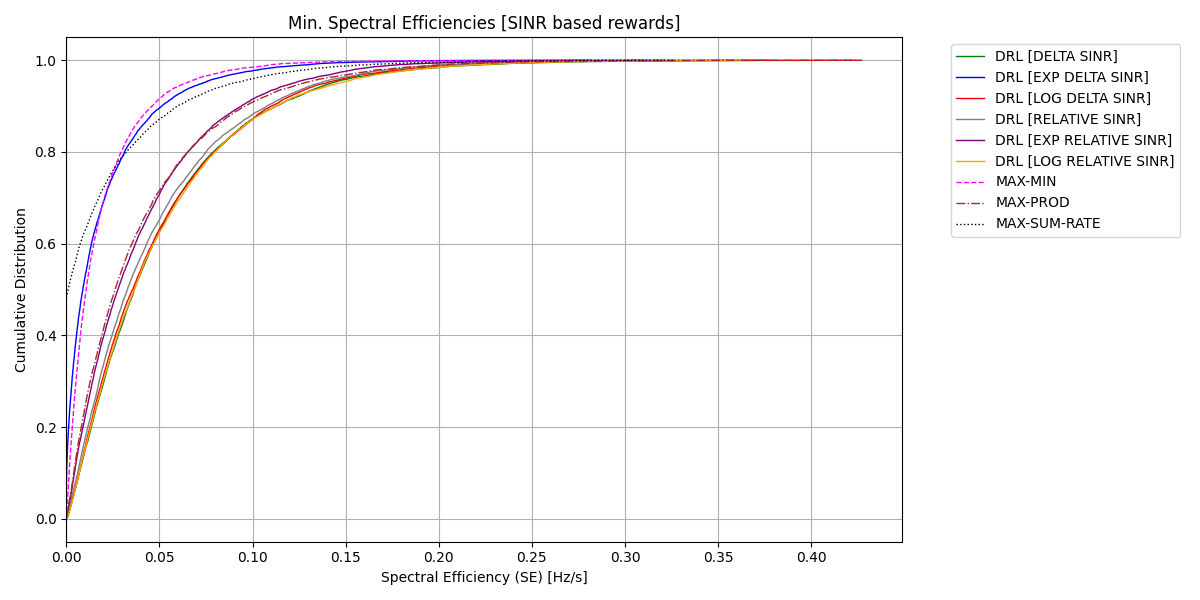 Min. Spectral Efficiencies [SINR based rewards]
1.0
0.8
0.6
0.4
0.2
0.0
Cumulative Distribution
0.00 0.05 0.10 0.15 0.20 0.25 0.30 0.35 0.40
Spectral Efficiency (SE) [Hz/s]
DRL [DELTA SINR]
DRL [EXP DELTA SINR]
DRL [LOG DELTA SINR]
DRL [RELATIVE SINR]
DRL [EXP RELATIVE SINR]
DRL [LOG RELATIVE SINR]
MAX-MIN
MAX-PROD
MAX-SUM-RATE